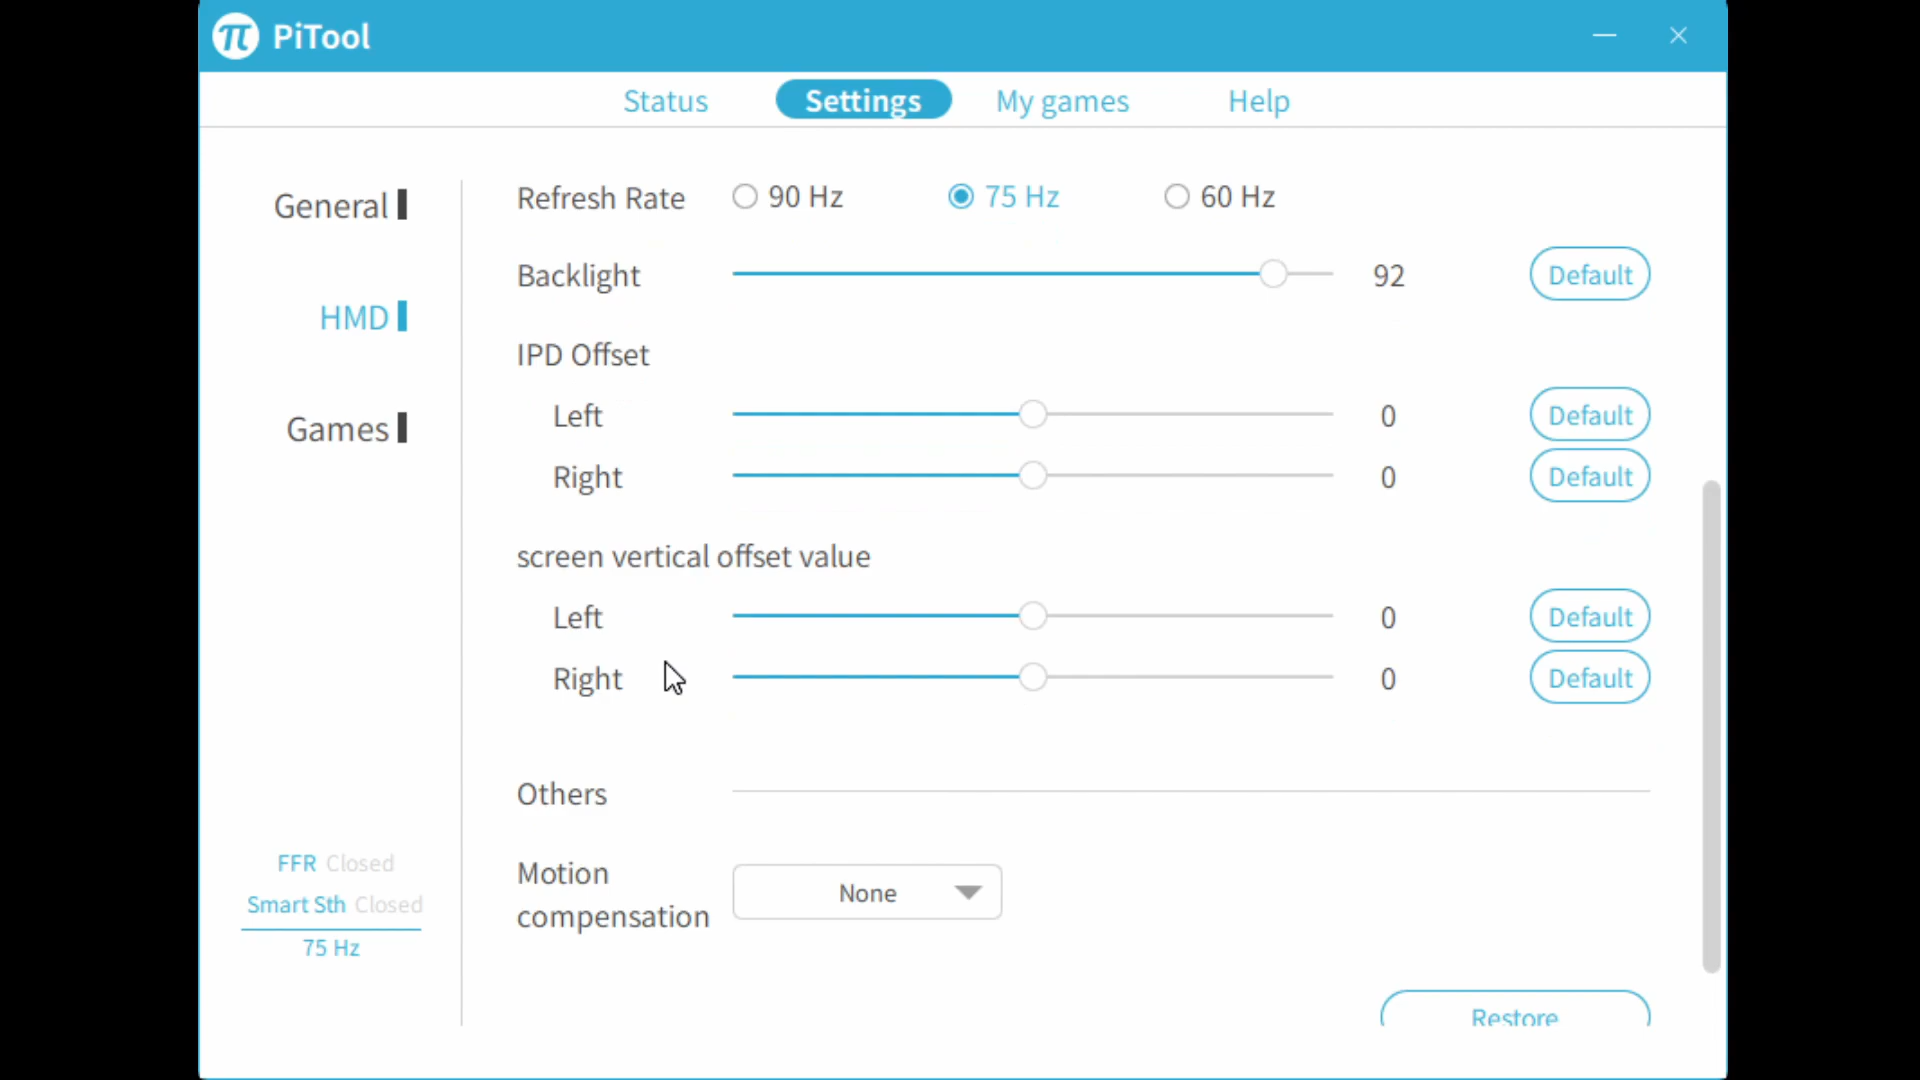 π PiTool
Status Settings My games Help
General
HMD
Games
FFR Closed
Smart Sth Closed
75 Hz
Refresh Rate 90 Hz 75 Hz 60 Hz
Backlight 92 Default
IPD Offset
Left 0 Default
Right 0 Default
screen vertical offset value
Left 0 Default
Right 0 Default
Others
Motion
compensation None
Restore